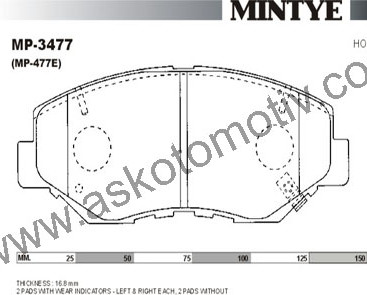 MINTYE
MP-3477
HO
(MP-477E)
www.askotomotiv.co
MM. 25 50 75 100 125 150
THICKNESS : 16.8 mm
2 PADS WITH WEAR INDICATORS - LEFT & RIGHT EACH, 2 PADS WITHOUT